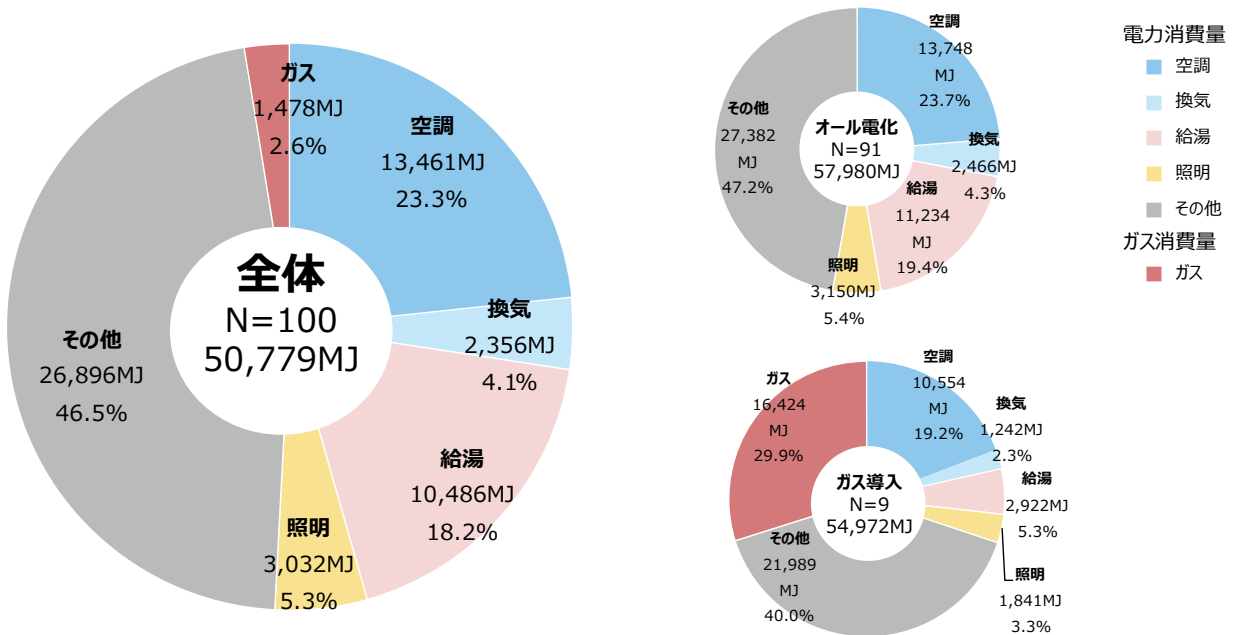 ガス
1,478MJ
2.6%
空調
13,461MJ
23.3%
換気
2,356MJ
4.1%
給湯
10,486MJ
18.2%
照明
3,032MJ
5.3%
その他
26,896MJ
46.5%
全体
N=100
50,779MJ
空調
13,748
MJ
23.7%
換気
2,466MJ
4.3%
給湯
11,234
MJ
19.4%
照明
3,150MJ
5.4%
その他
27,382
MJ
47.2%
オール電化
N=91
57,980MJ
空調
10,554
MJ
19.2%
換気
1,242MJ
2.3%
給湯
2,922MJ
5.3%
照明
1,841MJ
3.3%
その他
21,989
MJ
40.0%
ガス
16,424
MJ
29.9%
ガス導入
N=9
54,972MJ
電力消費量
空調
換気
給湯
照明
その他
ガス消費量
ガス